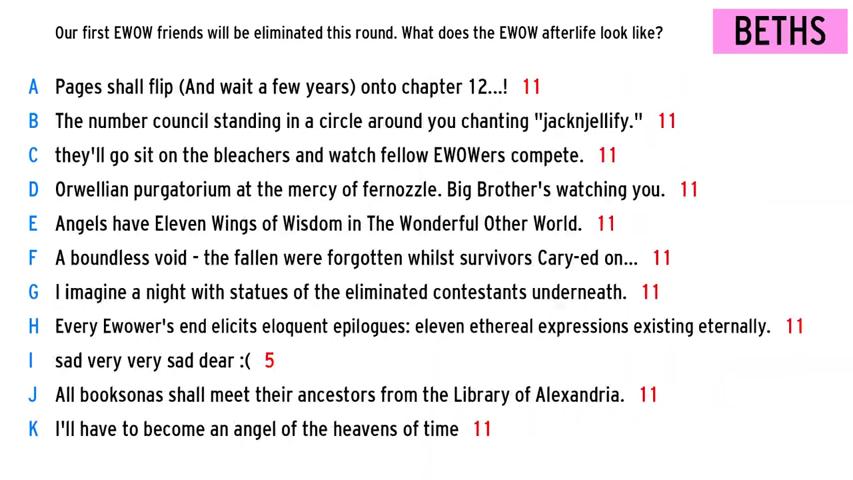 Our first EWOW friends will be eliminated this round. What does the EWOW afterlife look like?
BETHS
A Pages shall flip (And wait a few years) onto chapter 12...! 11
B The number council standing in a circle around you chanting "jacknjellify." 11
C they'll go sit on the bleachers and watch fellow EWOWers compete. 11
D Orwellian purgatorium at the mercy of fernozzle. Big Brother's watching you. 11
E Angels have Eleven Wings of Wisdom in The Wonderful Other World. 11
F A boundless void - the fallen were forgotten whilst survivors Cary-ed on... 11
G I imagine a night with statues of the eliminated contestants underneath. 11
H Every Ewower's end elicits eloquent epilogues: eleven ethereal expressions existing eternally. 11
I sad very very sad dear :( 5
J All booksonas shall meet their ancestors from the Library of Alexandria. 11
K I'll have to become an angel of the heavens of time 11